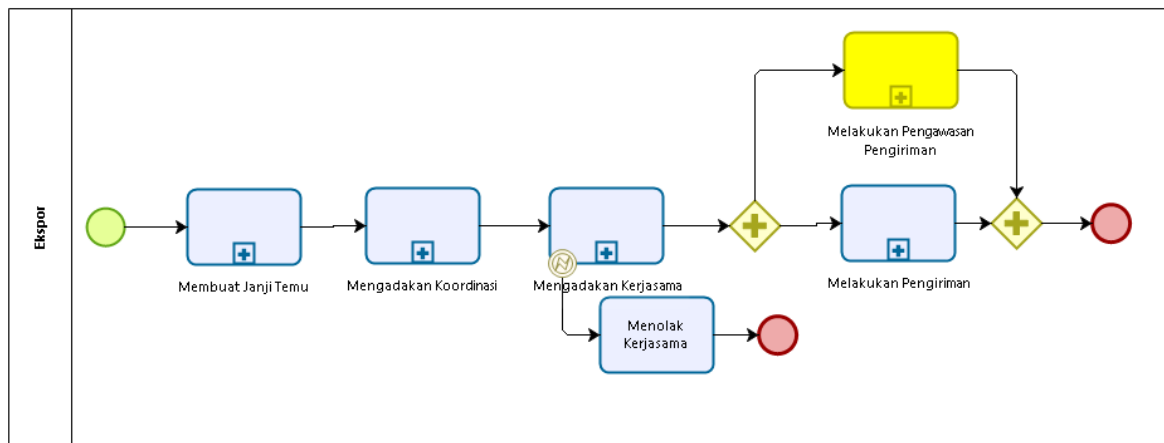 Ekspor
Membuat Janji Temu
Mengadakan Koordinasi
Mengadakan Kerjasama
Menolak
Kerjasama
Melakukan Pengawasan
Pengiriman
Melakukan Pengiriman